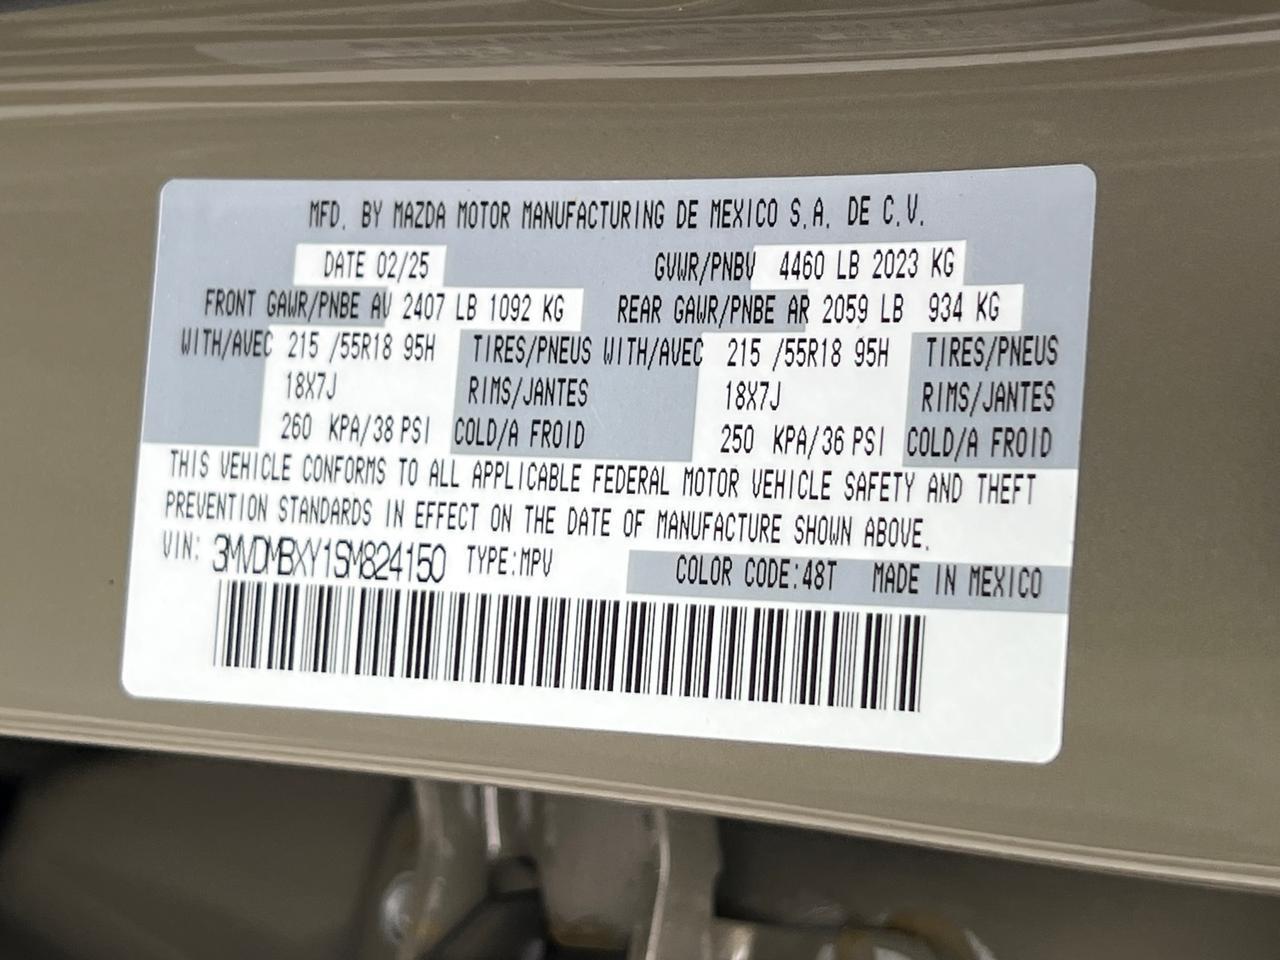 MFD. BY MAZDA MOTOR MANUFACTURING DE MEXICO S.A. DE C.V.
DATE 02/25 GVWR/PNBV 4460 LB 2023 KG
FRONT GAWR/PNBE AV 2407 LB 1092 KG REAR GAWR/PNBE AR 2059 LB 934 KG
WITH/AVEC 215 /55R18 95H TIRES/PNEUS WITH/AVEC 215 /55R18 95H TIRES/PNEUS
18X7J RIMS/JANTES 18X7J RIMS/JANTES
260 KPA/38 PSI COLD/A FROID 250 KPA/36 PSI COLD/A FROID
THIS VEHICLE CONFORMS TO ALL APPLICABLE FEDERAL MOTOR VEHICLE SAFETY AND THEFT
PREVENTION STANDARDS IN EFFECT ON THE DATE OF MANUFACTURE SHOWN ABOVE.
VIN: 3MVDMBXY1SM824150 TYPE:MPV COLOR CODE:48T MADE IN MEXICO